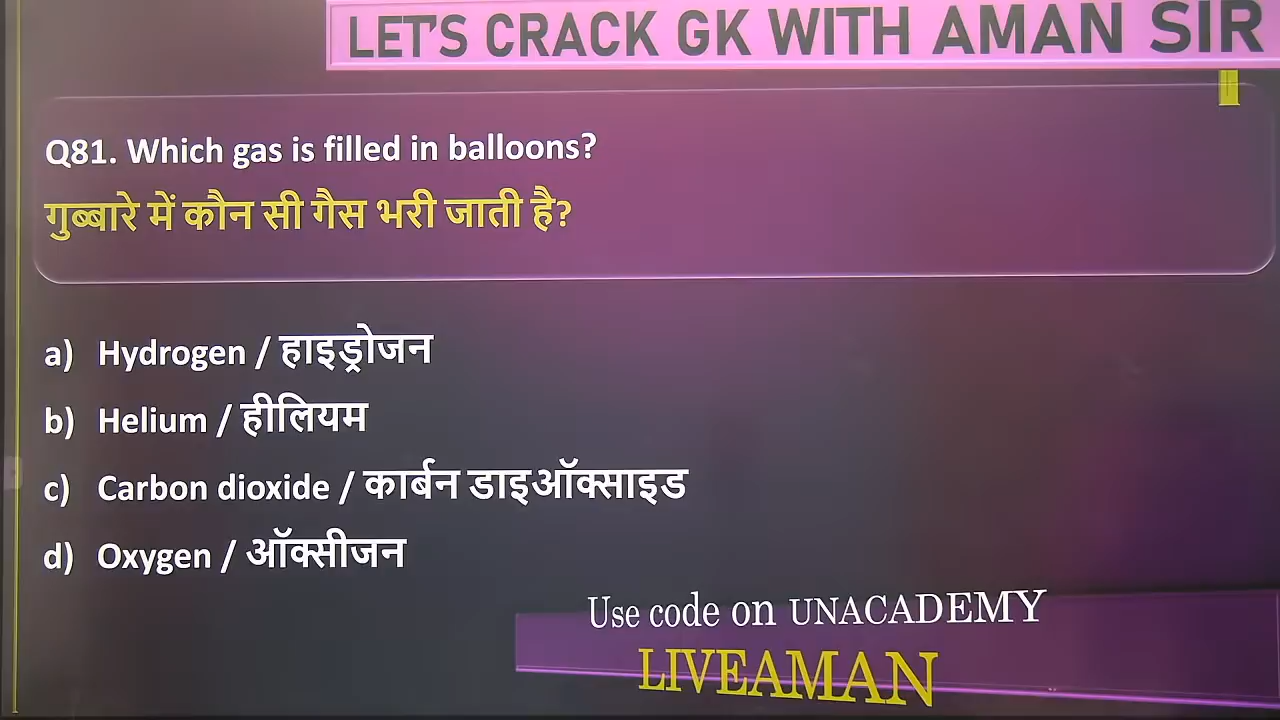 LET'S CRACK GK WITH AMAN SIR
Q81. Which gas is filled in balloons?
गुब्बारे में कौन सी गैस भरी जाती है?
a) Hydrogen / हाइड्रोजन
b) Helium / हीलियम
c) Carbon dioxide / कार्बन डाइऑक्साइड
d) Oxygen / ऑक्सीजन
Use code on UNACADEMY
LIVEAMAN